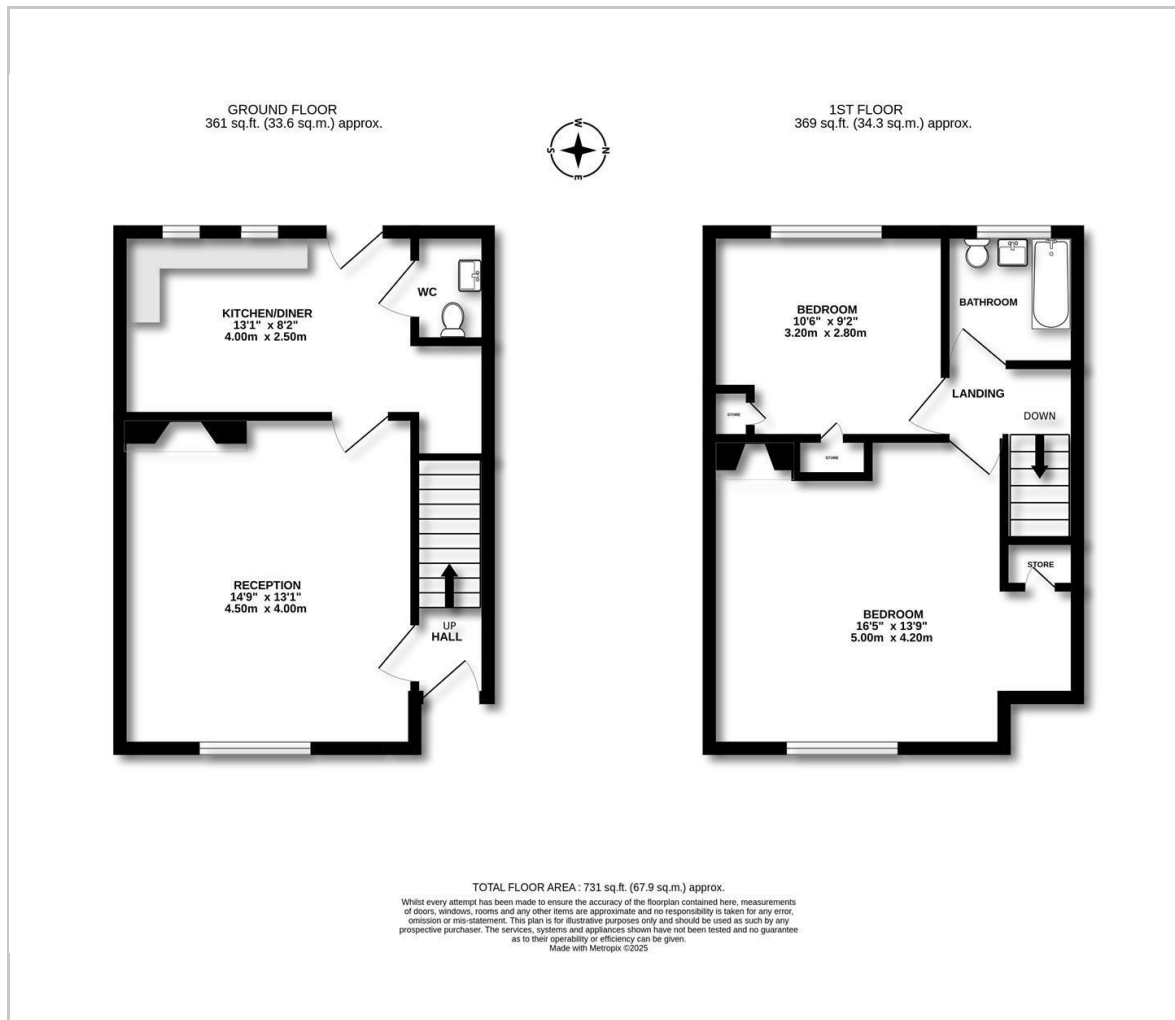 GROUND FLOOR
361 sq.ft. (33.6 sq.m.) approx.
1ST FLOOR
369 sq.ft. (34.3 sq.m.) approx.
W
S
N
E
KITCHEN/DINER
13'1" x 8'2"
4.00m x 2.50m
WC
RECEPTION
14'9" x 13'1"
4.50m x 4.00m
UP
HALL
BEDROOM
10'6" x 9'2"
3.20m x 2.80m
BATHROOM
LANDING
DOWN
STORE
STORE
STORE
BEDROOM
16'5" x 13'9"
5.00m x 4.20m
TOTAL FLOOR AREA : 731 sq.ft. (67.9 sq.m.) approx.
Whilst every attempt has been made to ensure the accuracy of the floorplan contained here, measurements
of doors, windows, rooms and any other items are approximate and no responsibility is taken for any error,
omission or mis-statement. This plan is for illustrative purposes only and should be used as such by any
prospective purchaser. The services, systems and appliances shown have not been tested and no guarantee
as to their operability or efficiency can be given.
Made with Metropix ©2025